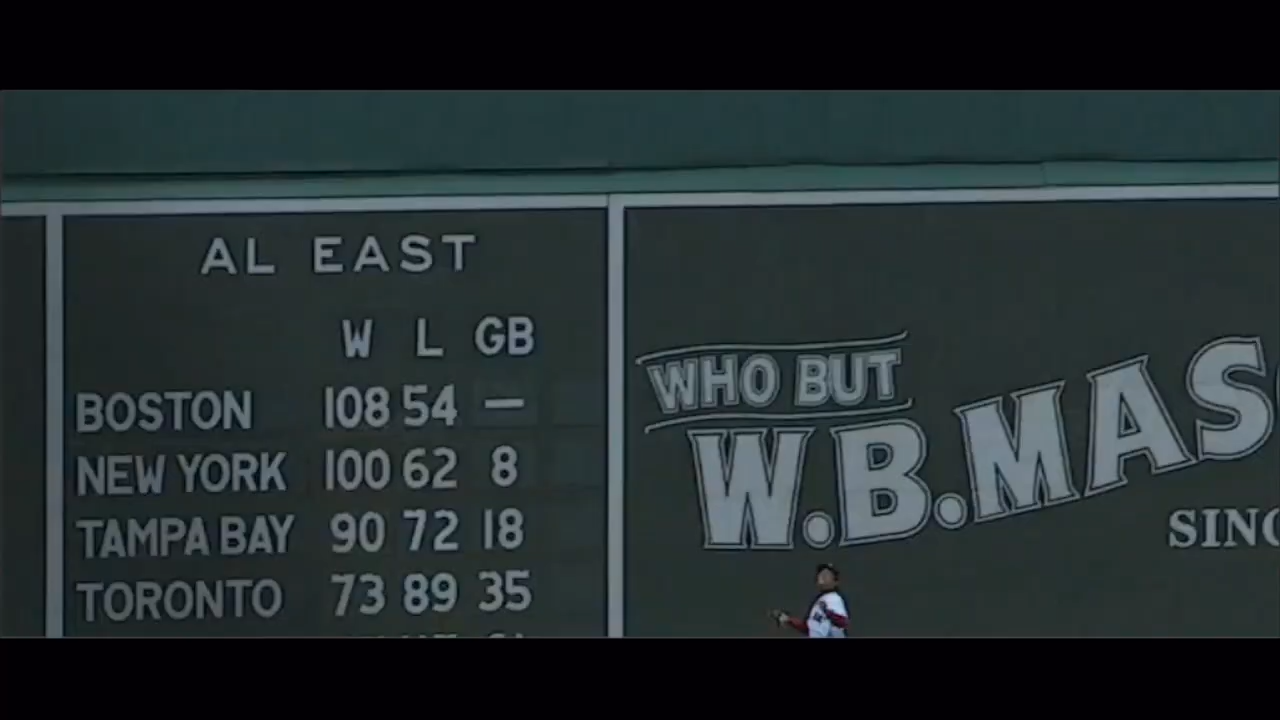 AL EAST
W L GB
BOSTON 108 54 —
NEW YORK 100 62 8
TAMPA BAY 90 72 18
TORONTO 73 89 35
WHO BUT
W.B.MAS
SINC